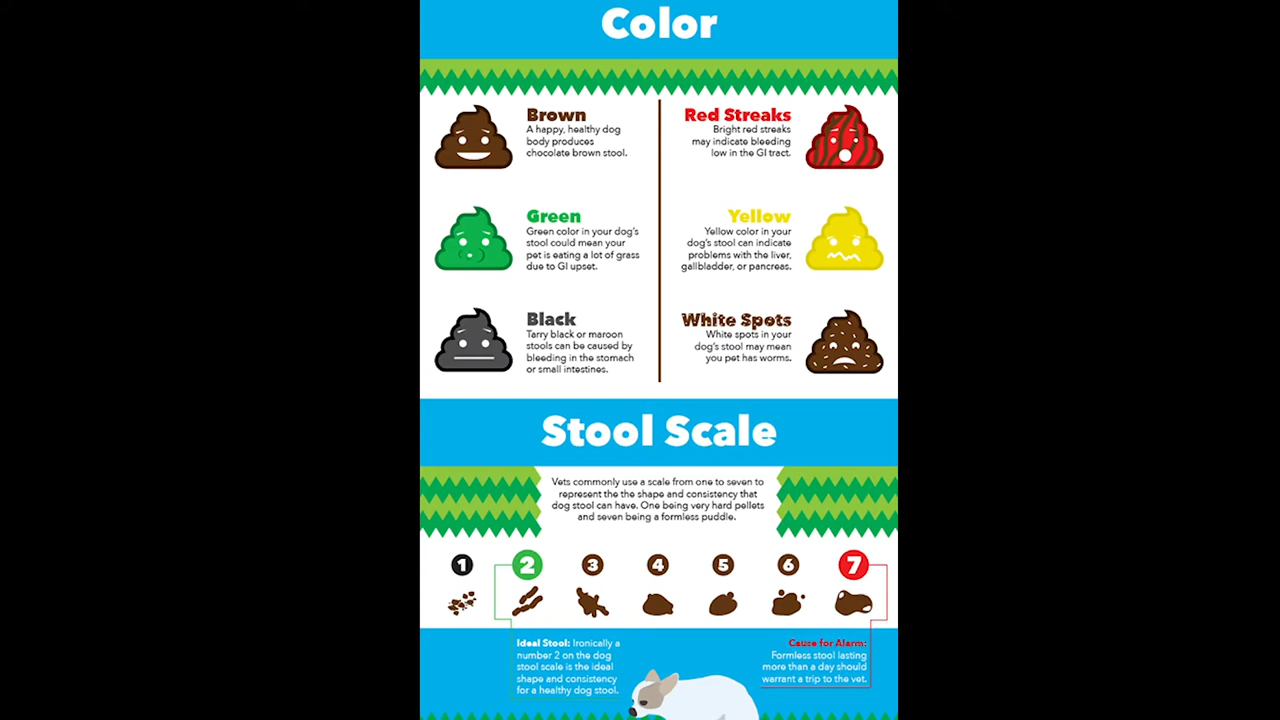 Color
Brown
A happy, healthy dog
body produces
chocolate brown stool.
Red Streaks
Bright red streaks
may indicate bleeding
low in the GI tract.
Green
Green color in your dog's
stool could mean your
pet is eating a lot of grass
due to GI upset.
Yellow
Yellow color in your
dog's stool can indicate
problems with the liver,
gallbladder, or pancreas.
Black
Tarry black or maroon
stools can be caused by
bleeding in the stomach
or small intestines.
White Spots
White spots in your
dog's stool may mean
you pet has worms.
Stool Scale
Vets commonly use a scale from one to seven to
represent the the shape and consistency that
dog stool can have. One being very hard pellets
and seven being a formless puddle.
1 2 3 4 5 6 7
Ideal Stool: Ironically a
number 2 on the dog
stool scale is the ideal
shape and consistency
for a healthy dog stool.
Cause for Alarm:
Formless stool lasting
more than a day should
warrant a trip to the vet.